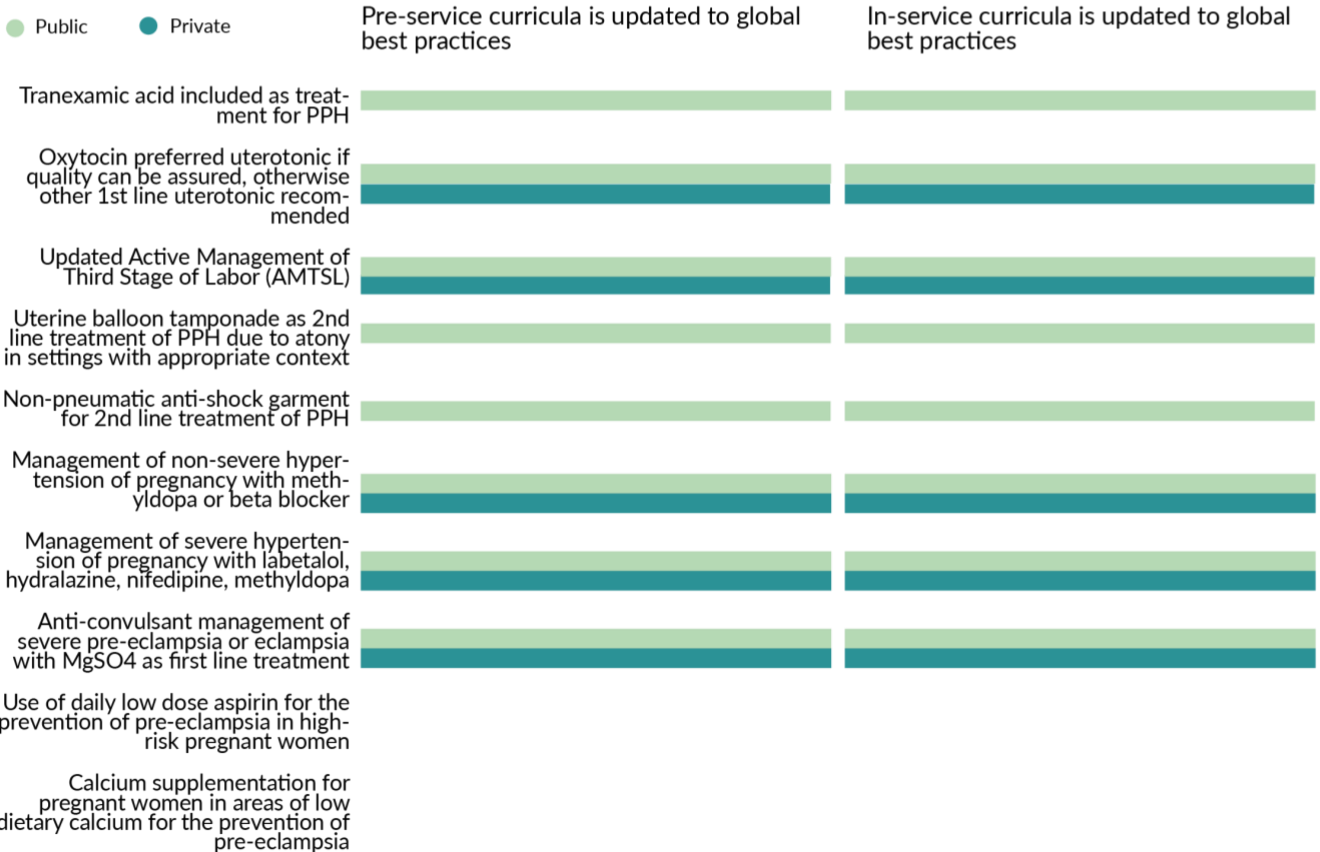 Public
Private
Pre-service curricula is updated to global
best practices
In-service curricula is updated to global
best practices
Tranexamic acid included as treat-
ment for PPH
Oxytocin preferred uterotonic if
quality can be assured, otherwise
other 1st line uterotonic recom-
mended
Updated Active Management of
Third Stage of Labor (AMTSL)
Uterine balloon tamponade as 2nd
line treatment of PPH due to atony
in settings with appropriate context
Non-pneumatic anti-shock garment
for 2nd line treatment of PPH
Management of non-severe hyper-
tension of pregnancy with meth-
yldopa or beta blocker
Management of severe hyperten-
sion of pregnancy with labetalol,
hydralazine, nifedipine, methyldopa
Anti-convulsant management of
severe pre-eclampsia or eclampsia
with MgSO4 as first line treatment
Use of daily low dose aspirin for the
prevention of pre-eclampsia in high-
risk pregnant women
Calcium supplementation for
pregnant women in areas of low
dietary calcium for the prevention of
pre-eclampsia